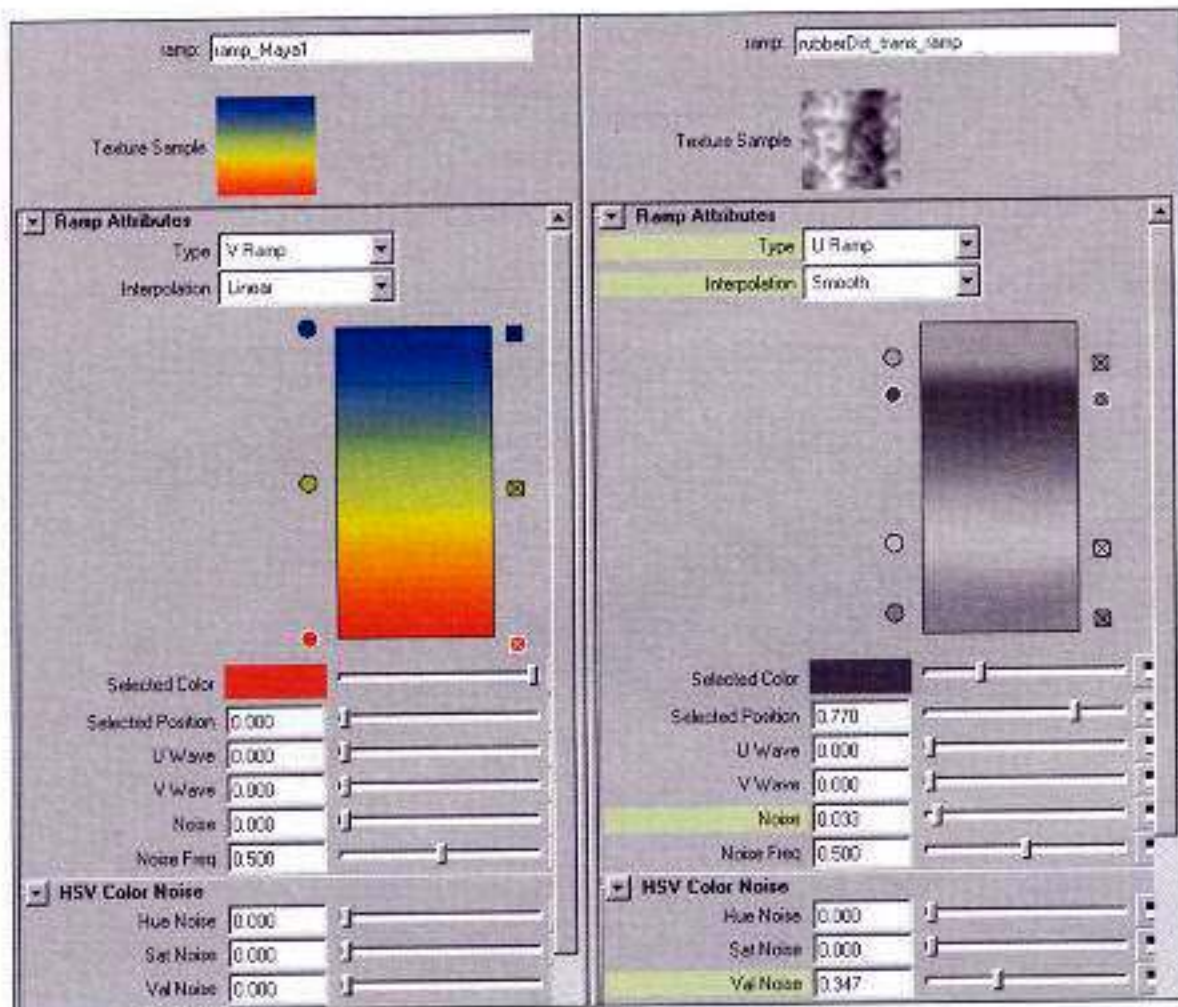 ramp: ramp_Maya1
Texture Sample
Ramp Attributes
Type V Ramp
Interpolation Linear
Selected Color
Selected Position 0.000
U Wave 0.000
V Wave 0.000
Noise 0.000
Noise Freq 0.500
HSV Color Noise
Hue Noise 0.000
Sat Noise 0.000
Val Noise 0.000
ramp: rubberDirt_trans_ramp
Texture Sample
Ramp Attributes
Type U Ramp
Interpolation Smooth
Selected Color
Selected Position 0.770
U Wave 0.000
V Wave 0.000
Noise 0.033
Noise Freq 0.500
HSV Color Noise
Hue Noise 0.000
Sat Noise 0.000
Val Noise 0.347